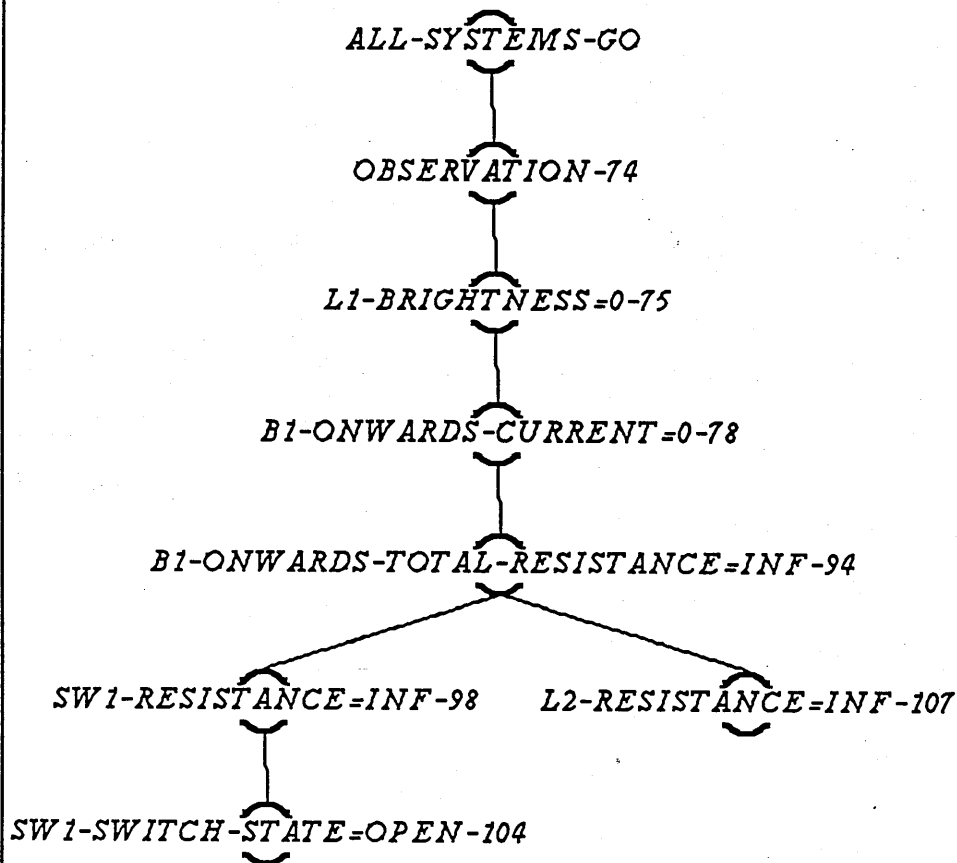 ALL-SYSTEMS-GO
OBSERVATION-74
L1-BRIGHTNESS=0-75
B1-ONWARDS-CURRENT=0-78
B1-ONWARDS-TOTAL-RESISTANCE=INF-94
SW1-RESISTANCE=INF-98 L2-RESISTANCE=INF-107
SW1-SWITCH-STATE=OPEN-104